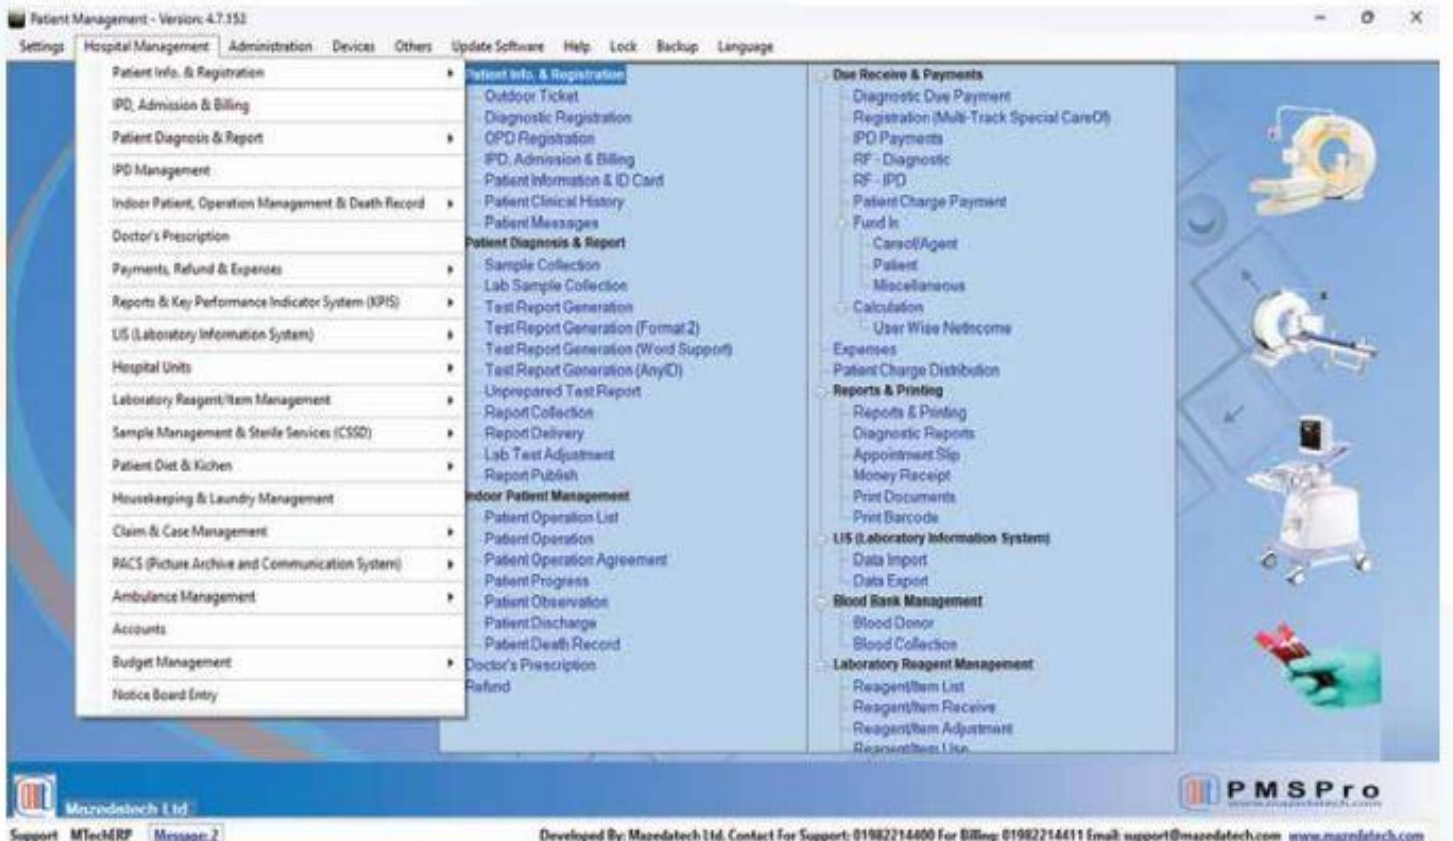 Patient Management - Version: 4.7.153
Settings Hospital Management Administration Devices Others Update Software Help Lock Backup Language
Patient Info. & Registration
IPD, Admission & Billing
Patient Diagnosis & Report
IPD Management
Indoor Patient, Operation Management & Death Record
Doctor's Prescription
Payments, Refund & Expenses
Reports & Key Performance Indicator System (KPIS)
LIS (Laboratory Information System)
Hospital Units
Laboratory Reagent/Item Management
Sample Management & Sterile Services (CSSD)
Patient Diet & Kichen
Housekeeping & Laundry Management
Claim & Case Management
PACS (Picture Archive and Communication System)
Ambulance Management
Accounts
Budget Management
Notice Board Entry
Patient Info, & Registration
Outdoor Ticket
Diagnostic Registration
OPD Registration
IPD, Admission & Billing
Patient Information & ID Card
Patient Clinical History
Patient Messages
Patient Diagnosis & Report
Sample Collection
Lab Sample Collection
Test Report Generation
Test Report Generation (Format 2)
Test Report Generation (Word Support)
Test Report Generation (AnyID)
Unprepared Test Report
Report Collection
Report Delivery
Lab Test Adjustment
Report Publish
ndoor Patient Management
Patient Operation List
Patient Operation
Patient Operation Agreement
Patient Progress
Patient Observation
Patient Discharge
Patient Death Record
Doctor's Prescription
Refund
Due Receive & Payments
Diagnostic Due Payment
Registration (Multi-Track Special CareOf)
IPD Payments
RF - Diagnostic
RF - IPD
Patient Charge Payment
Fund In
Careof/Agent
Patient
Miscellaneous
Calculation
User Wise NetIncome
Expenses
Patient Charge Distribution
Reports & Printing
Reports & Printing
Diagnostic Reports
Appointment Slip
Money Receipt
Print Documents
Print Barcode
LIS (Laboratory Information System)
Data Import
Data Export
Blood Bank Management
Blood Donor
Blood Collection
Laboratory Reagent Management
Reagent/Item List
Reagent/Item Receive
Reagent/Item Adjustment
Reagent/Item Use
Mazedatech Ltd
PMSPro
www.mazedatech.com
Support MTechERP Message: 2
Developed By: Mazedatech Ltd. Contact For Support: 01982214400 For Billing: 01982214411 Email: support@mazedatech.com www.mazedatech.com